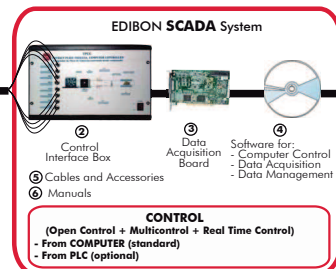 EDIBON SCADA System
2
Control
Interface Box
3
Data
Acquisition
Board
4
Software for:
- Computer Control
- Data Acquisition
- Data Management
5 Cables and Accessories
6 Manuals
CONTROL
(Open Control + Multicontrol + Real Time Control)
- From COMPUTER (standard)
- From PLC (optional)